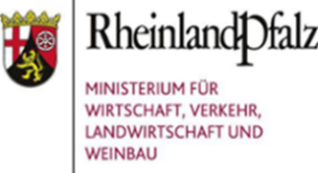 RheinlandPfalz
MINISTERIUM FÜR
WIRTSCHAFT, VERKEHR,
LANDWIRTSCHAFT UND
WEINBAU